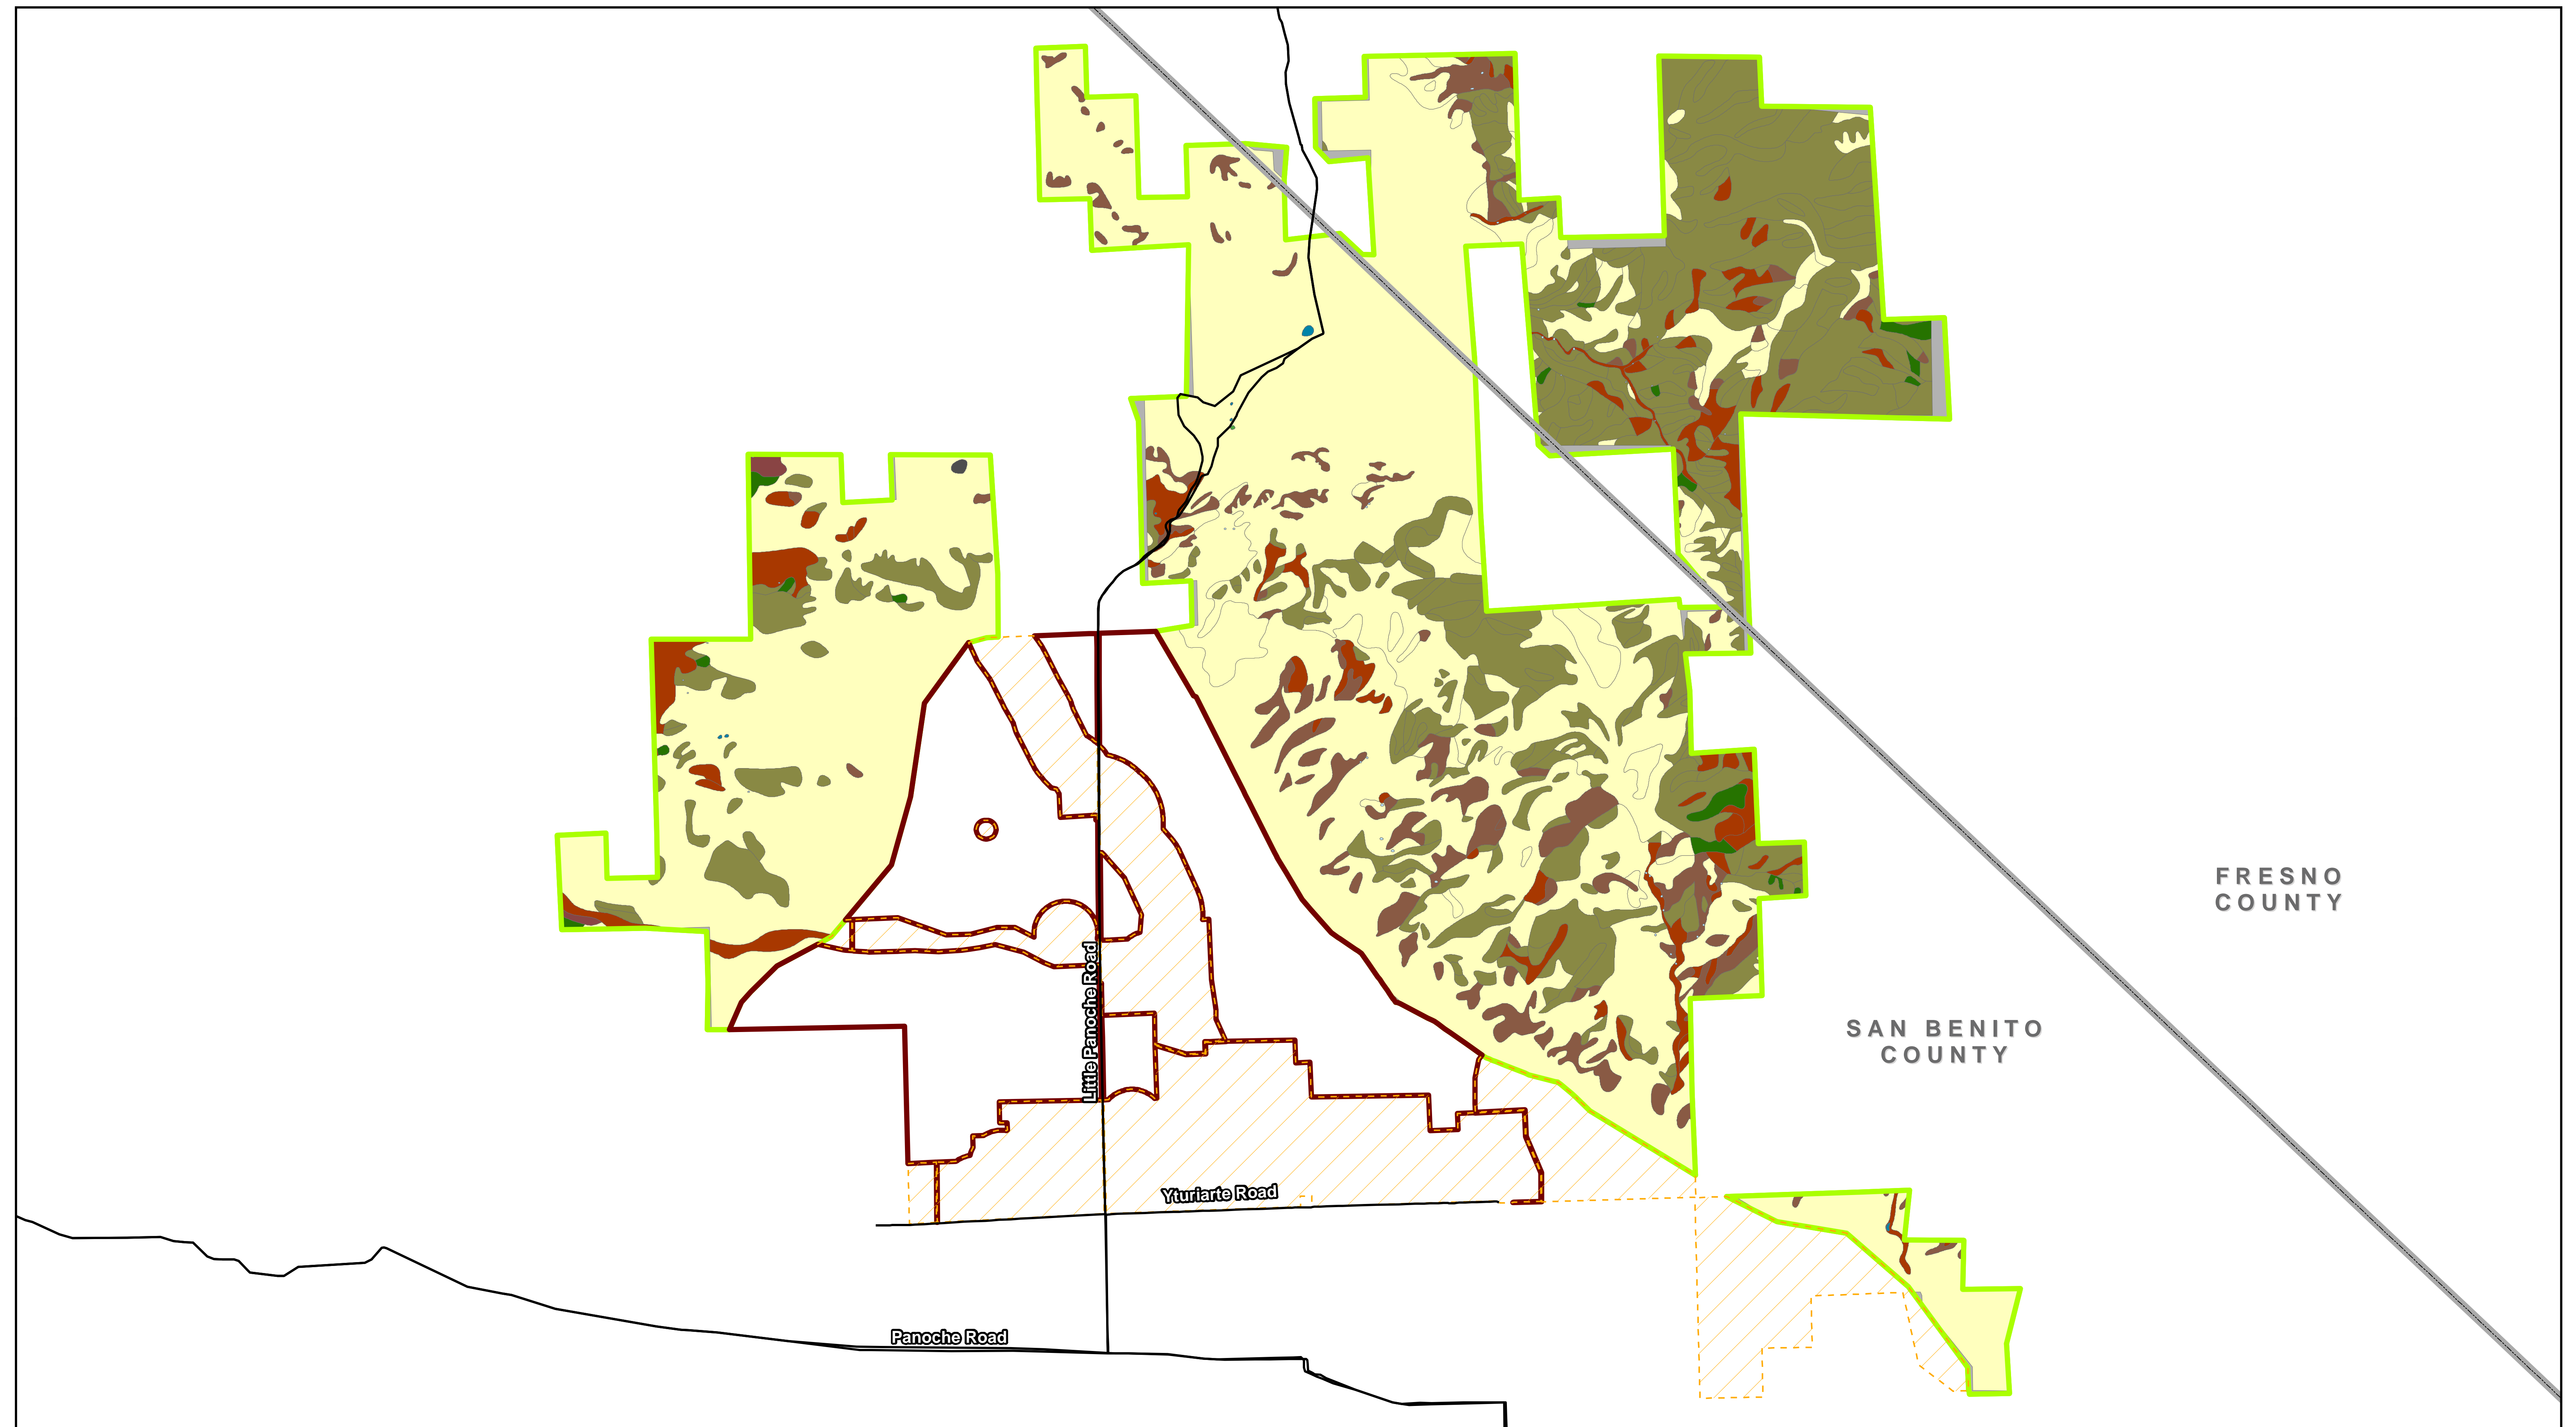 FRESNO
COUNTY
SAN BENITO
COUNTY
Little Panoche Road
Yturiarte Road
Panoche Road